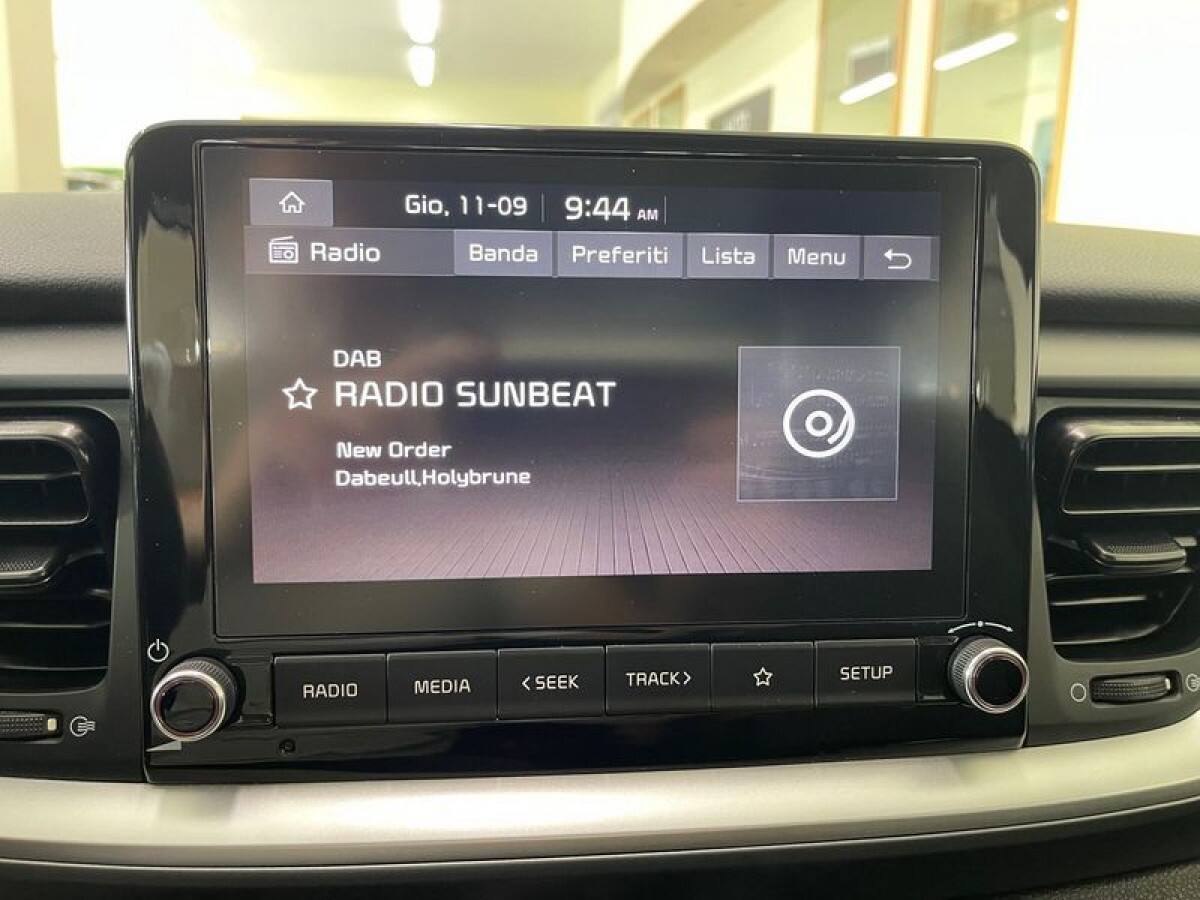 Gio, 11-09 9:44 AM
Radio Banda Preferiti Lista Menu
DAB
RADIO SUNBEAT
New Order
Dabeull,Holybrune
RADIO MEDIA <SEEK TRACK> SETUP